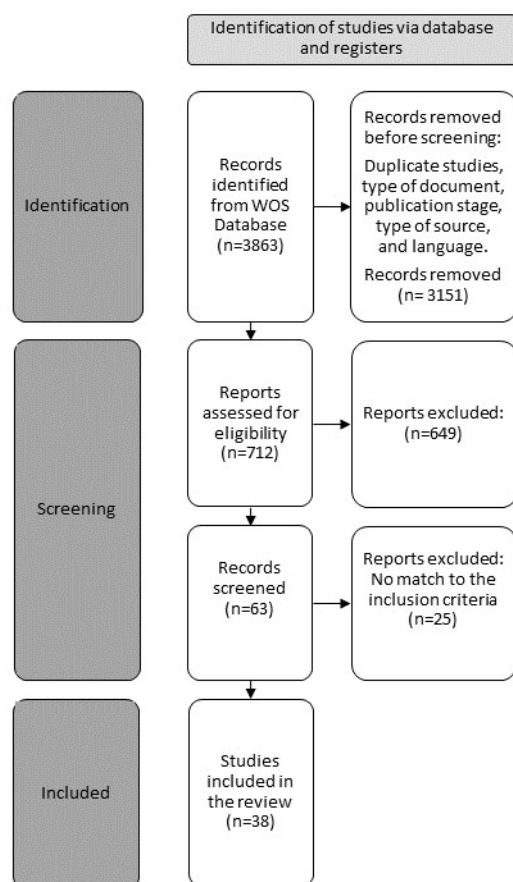 Identification of studies via database
and registers
Identification
Records
identified
from WOS
Database
(n=3863)
Records removed
before screening:
Duplicate studies,
type of document,
publication stage,
type of source,
and language.
Records removed
(n= 3151)
Screening
Reports
assessed for
eligibility
(n=712)
Reports excluded:
(n=649)
Records
screened
(n=63)
Reports excluded:
No match to the
inclusion criteria
(n=25)
Included
Studies
included in
the review
(n=38)